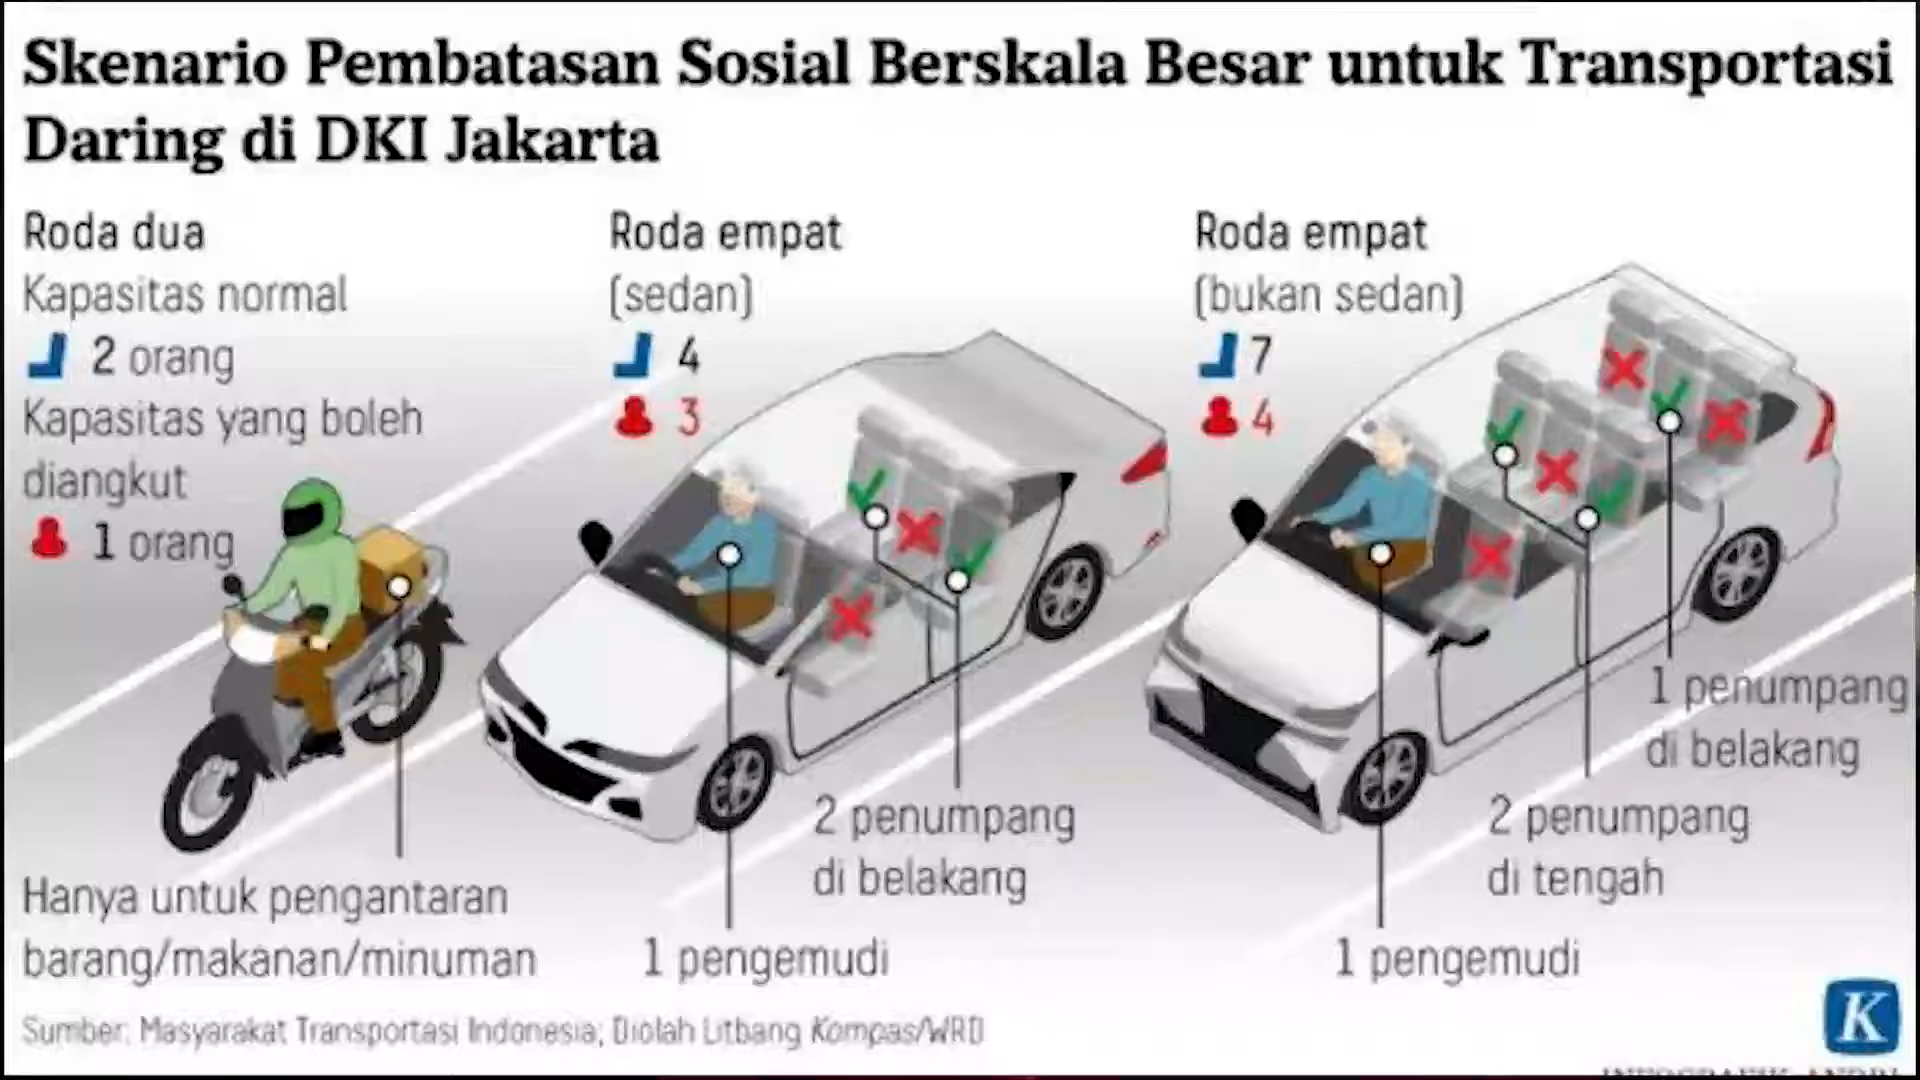 Skenario Pembatasan Sosial Berskala Besar untuk Transportasi
Daring di DKI Jakarta
Roda dua
Kapasitas normal
2 orang
Kapasitas yang boleh
diangkut
1 orang
Hanya untuk pengantaran
barang/makanan/minuman
Roda empat
(sedan)
4
3
2 penumpang
di belakang
1 pengemudi
Roda empat
(bukan sedan)
7
4
1 penumpang
di belakang
2 penumpang
di tengah
1 pengemudi
Sumber: Masyarakat Transportasi Indonesia; Diolah Litbang Kompas/WRD
K